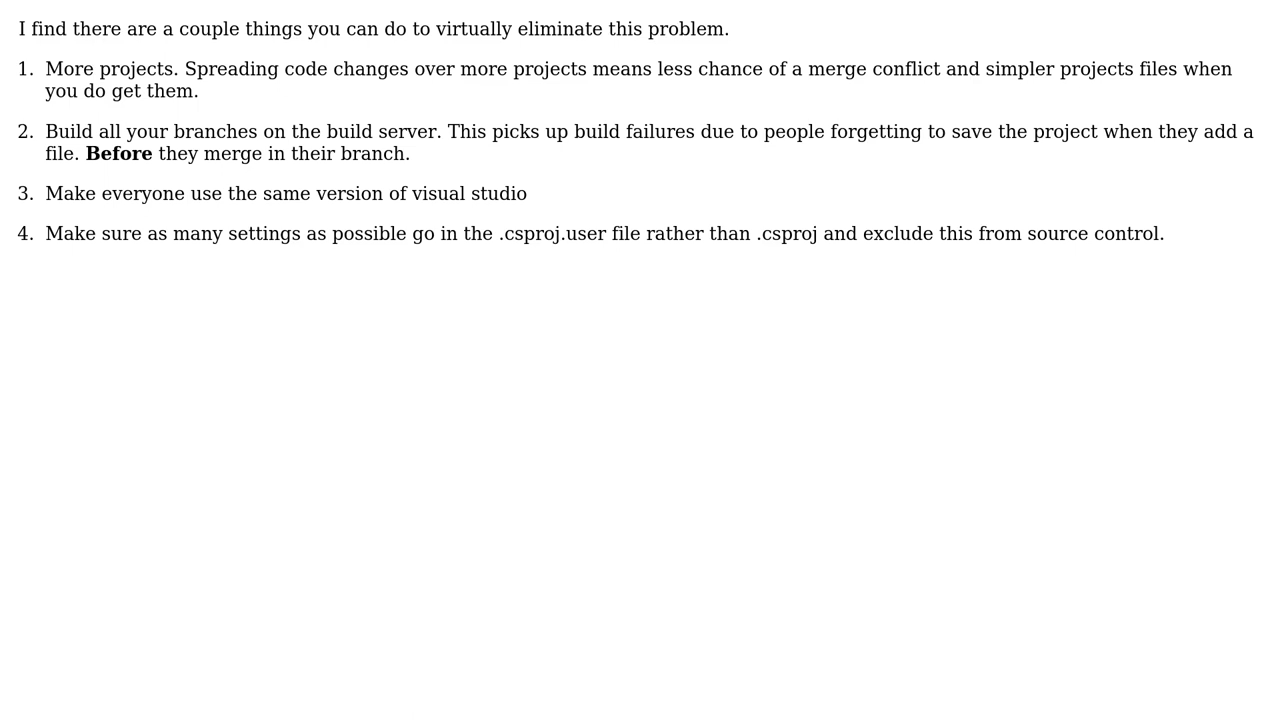 I find there are a couple things you can do to virtually eliminate this problem.
1. More projects. Spreading code changes over more projects means less chance of a merge conflict and simpler projects files when
you do get them.
2. Build all your branches on the build server. This picks up build failures due to people forgetting to save the project when they add a
file. Before they merge in their branch.
3. Make everyone use the same version of visual studio
4. Make sure as many settings as possible go in the .csproj.user file rather than .csproj and exclude this from source control.